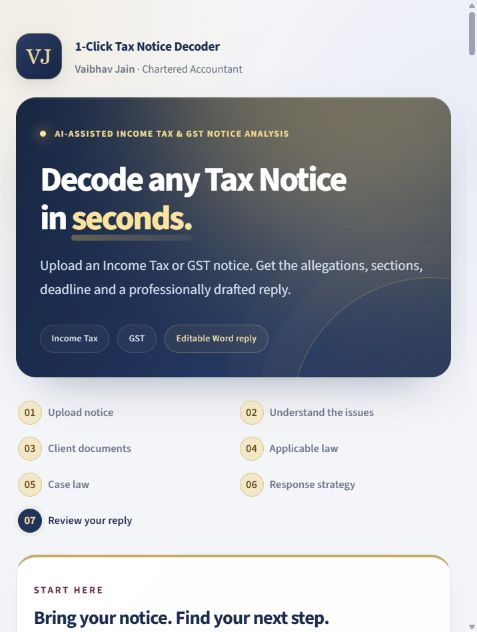 VJ
1-Click Tax Notice Decoder
Vaibhav Jain · Chartered Accountant
AI-ASSISTED INCOME TAX & GST NOTICE ANALYSIS
Decode any Tax Notice
in seconds.
Upload an Income Tax or GST notice. Get the allegations, sections,
deadline and a professionally drafted reply.
Income Tax
GST
Editable Word reply
01 Upload notice
02 Understand the issues
03 Client documents
04 Applicable law
05 Case law
06 Response strategy
07 Review your reply
START HERE
Bring your notice. Find your next step.